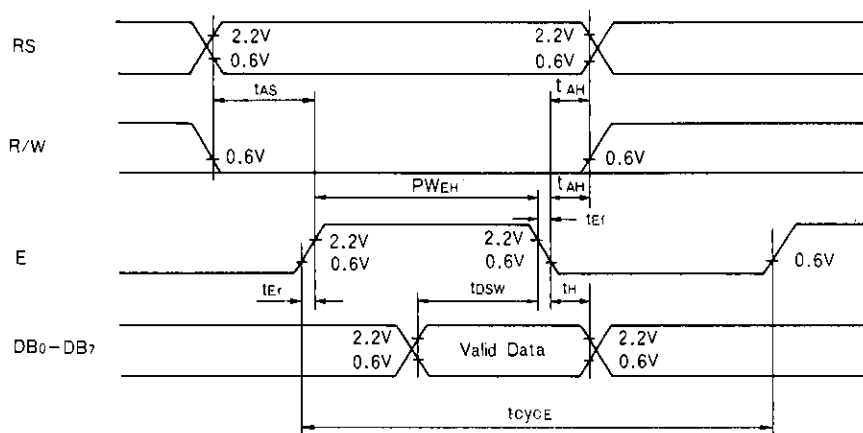 RS
2.2V
0.6V
2.2V
0.6V
tAS
tAH
R/W
0.6V
0.6V
PWEH
tAH
tEf
E
2.2V
0.6V
2.2V
0.6V
0.6V
tEr
tDSW
tH
DB0-DB7
2.2V
0.6V
Valid Data
2.2V
0.6V
tCYCE